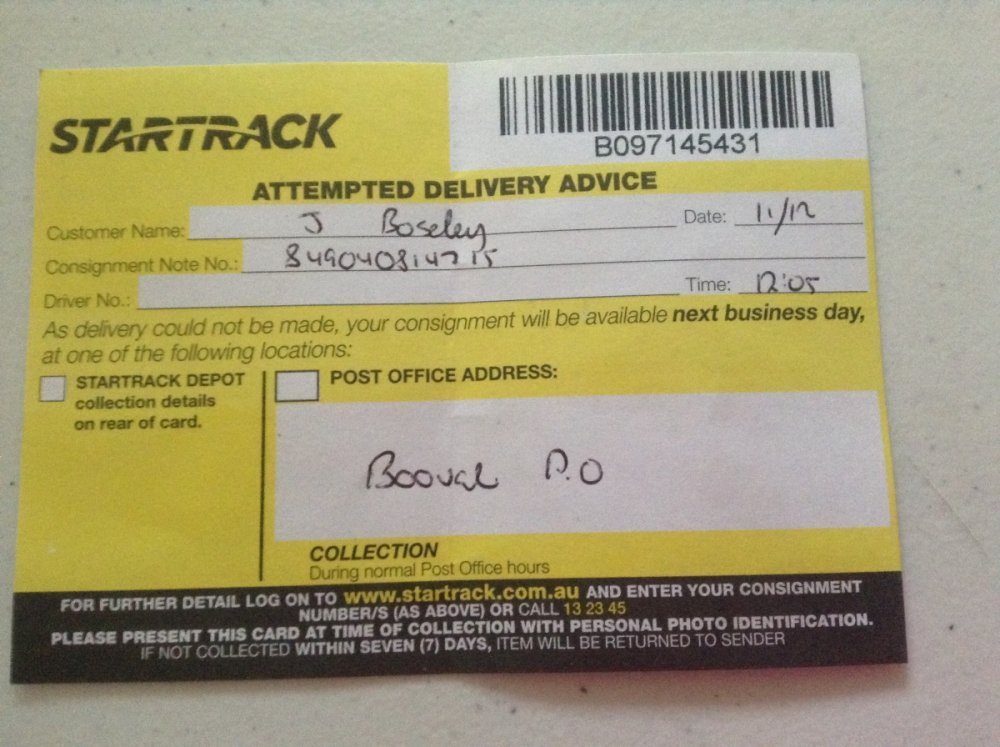 STARTRACK
B097145431
ATTEMPTED DELIVERY ADVICE
Customer Name: J Boseley Date: 11/12
Consignment Note No.:
Driver No.: Time: 12:05
As delivery could not be made, your consignment will be available next business day,
at one of the following locations:
STARTRACK DEPOT
collection details
on rear of card.
POST OFFICE ADDRESS:
Booval P.O
COLLECTION
During normal Post Office hours
FOR FURTHER DETAIL LOG ON TO www.startrack.com.au AND ENTER YOUR CONSIGNMENT
NUMBER/S (AS ABOVE) OR CALL 13 23 45
PLEASE PRESENT THIS CARD AT TIME OF COLLECTION WITH PERSONAL PHOTO IDENTIFICATION.
IF NOT COLLECTED WITHIN SEVEN (7) DAYS, ITEM WILL BE RETURNED TO SENDER